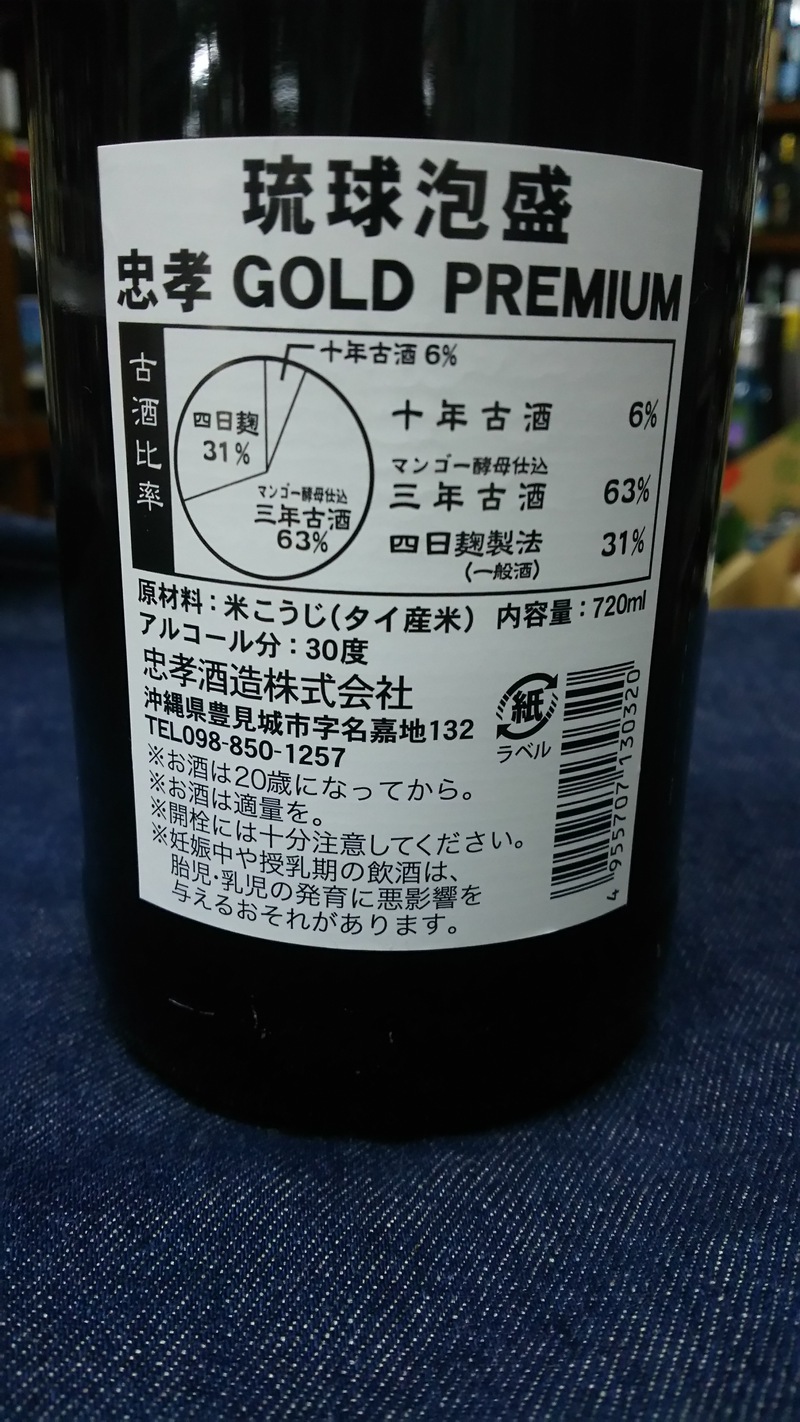 琉球泡盛
忠孝 GOLD PREMIUM
古酒比率
十年古酒 6%
四日麹
31%
マンゴー酵母仕込
三年古酒
63%
十年古酒 6%
マンゴー酵母仕込
三年古酒 63%
四日麹製法 31%
(一般酒)
原材料：米こうじ(タイ産米) 内容量：720ml
アルコール分：30度
忠孝酒造株式会社
沖縄県豊見城市字名嘉地132
TEL098-850-1257
紙
ラベル
※お酒は20歳になってから。
※お酒は適量を。
※開栓には十分注意してください。
※妊娠中や授乳期の飲酒は、
胎児・乳児の発育に悪影響を
与えるおそれがあります。
4 955707 130320